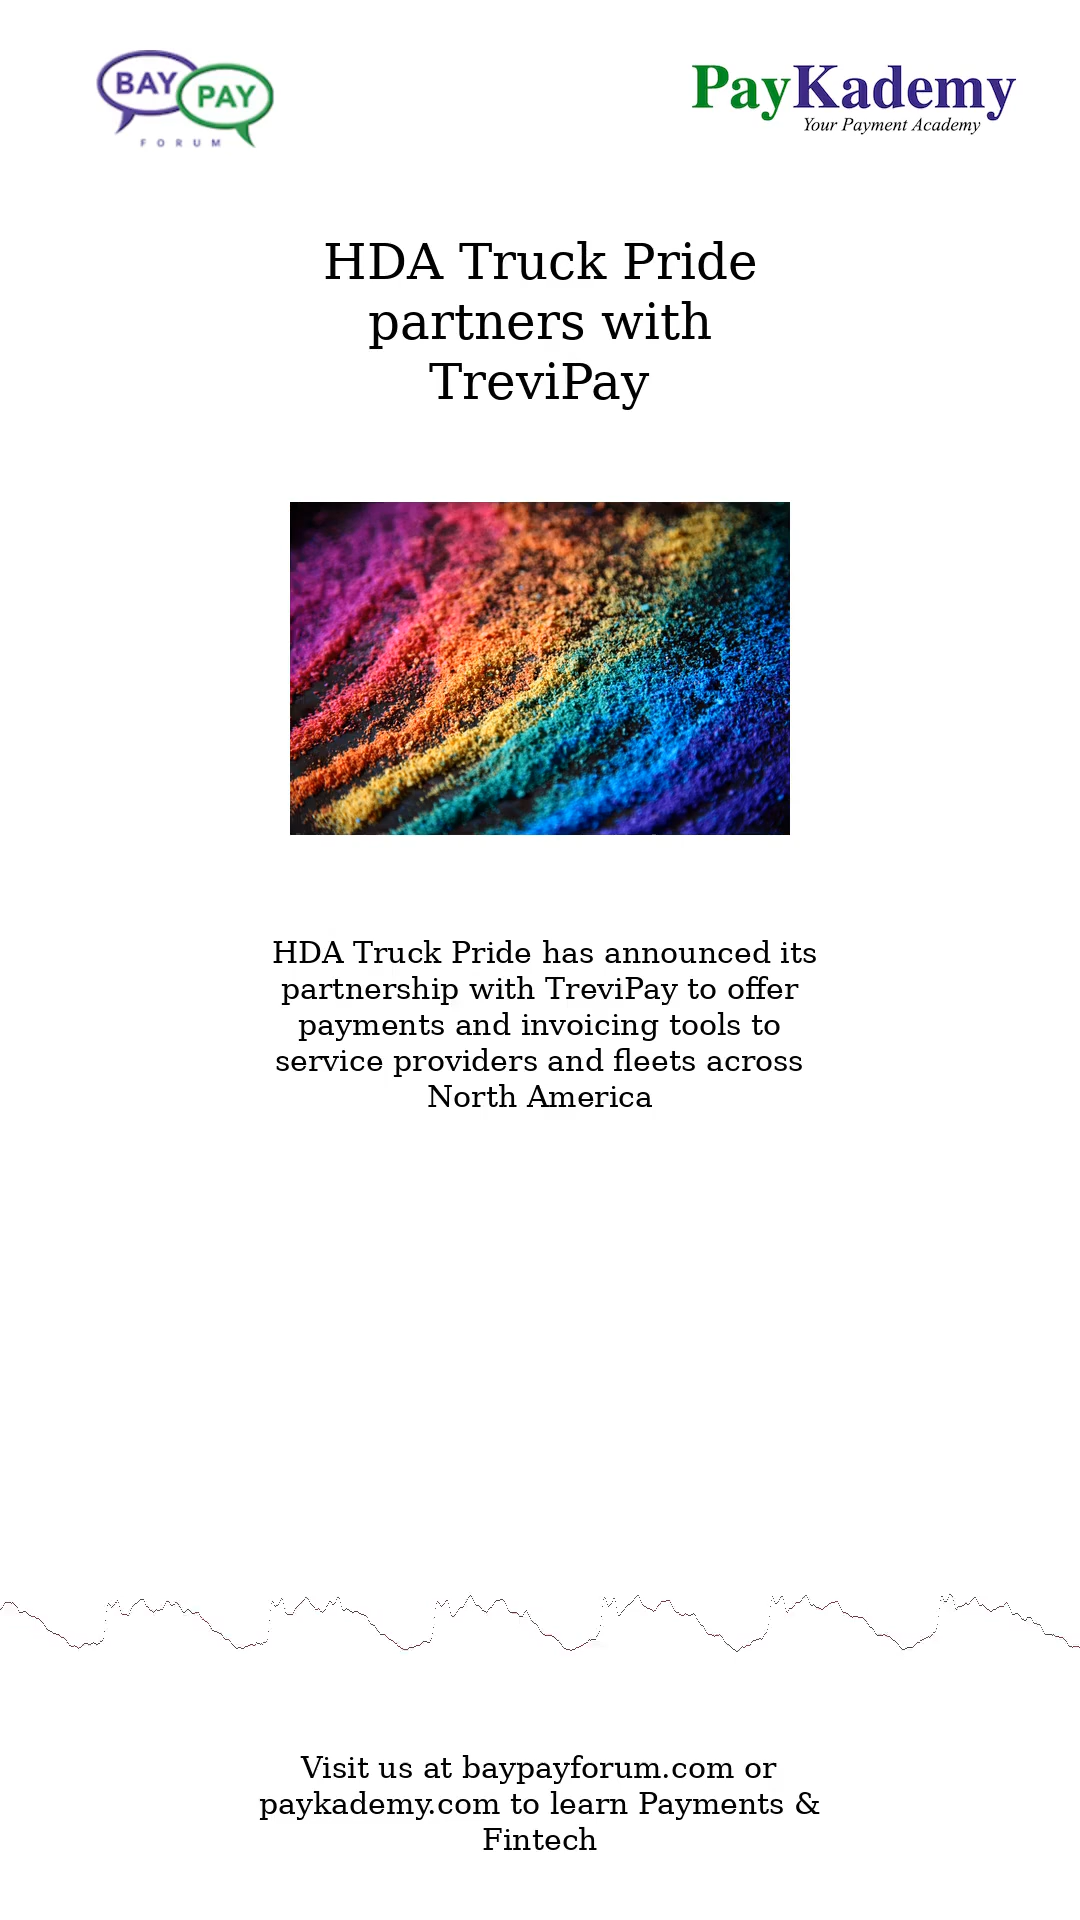 BAY PAY
FORUM
PayKademy
Your Payment Academy
HDA Truck Pride
partners with
TreviPay
HDA Truck Pride has announced its
partnership with TreviPay to offer
payments and invoicing tools to
service providers and fleets across
North America
Visit us at baypayforum.com or
paykademy.com to learn Payments &
Fintech